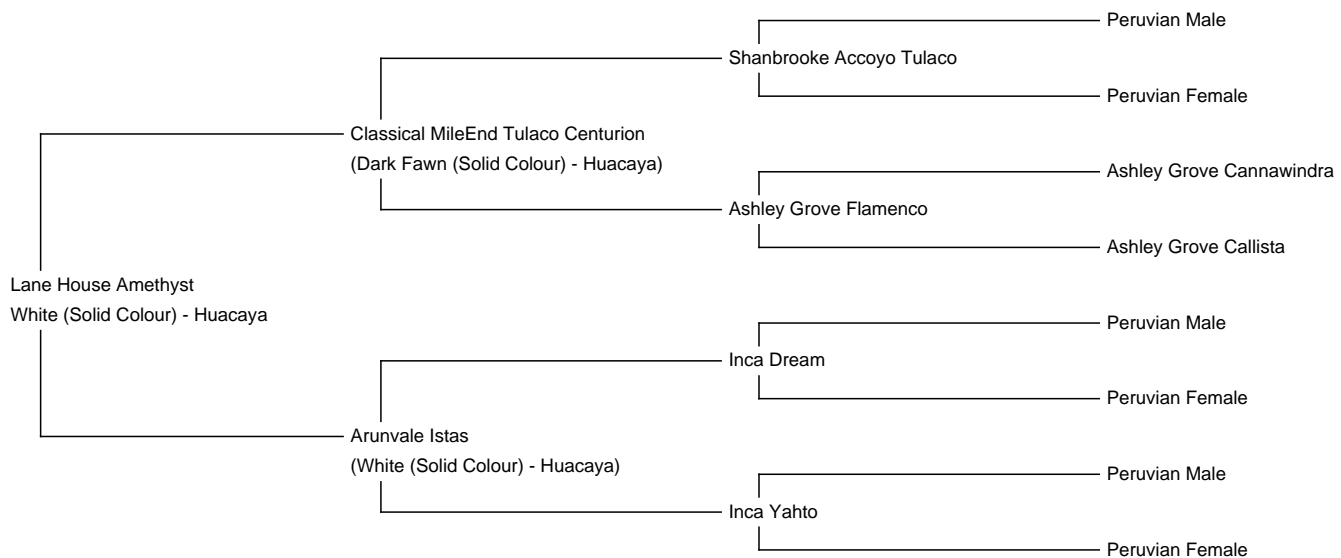 Peruvian Male
Shanbrooke Accoyo Tulaco
Peruvian Female
Classical MileEnd Tulaco Centurion
(Dark Fawn (Solid Colour) - Huacaya)
Ashley Grove Cannawindra
Ashley Grove Flamenco
Ashley Grove Callista
Lane House Amethyst
White (Solid Colour) - Huacaya
Peruvian Male
Inca Dream
Peruvian Female
Arunvale Istas
(White (Solid Colour) - Huacaya)
Peruvian Male
Inca Yahto
Peruvian Female